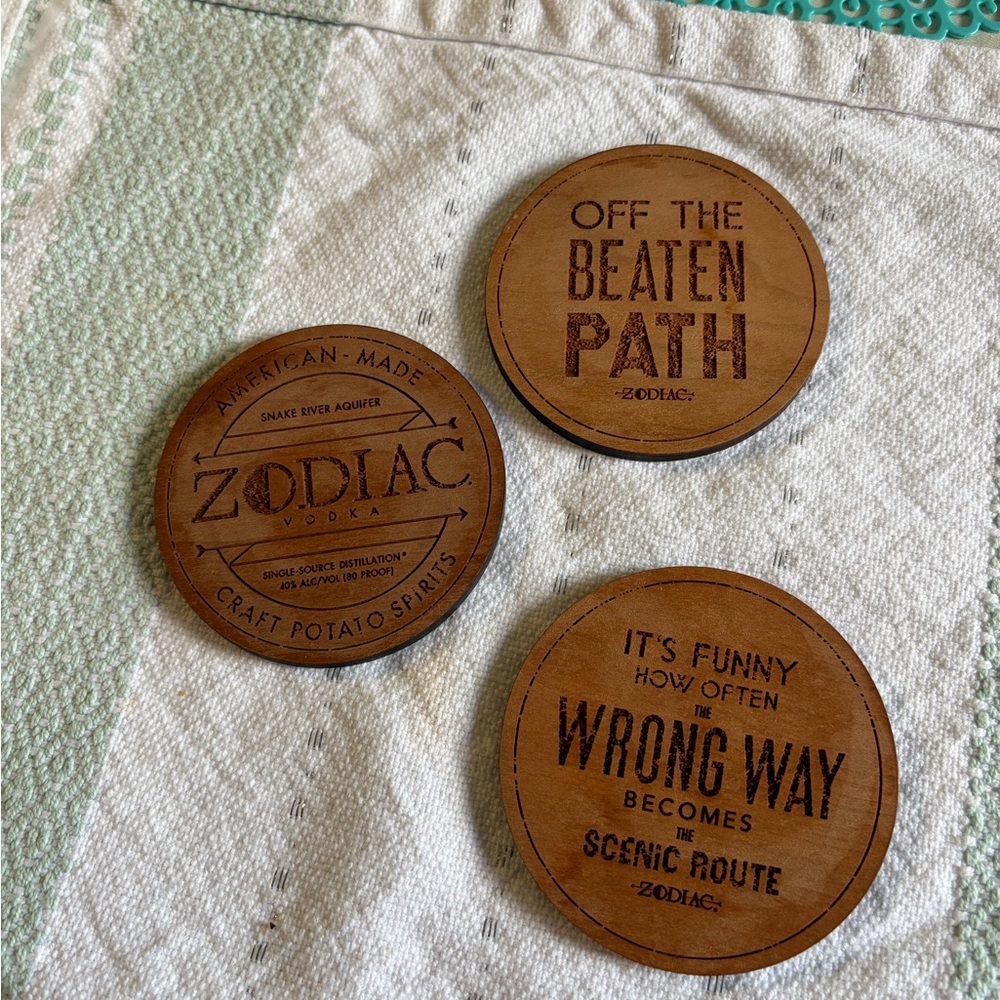 OFF THE
BEATEN
PATH
ZODIAC
AMERICAN - MADE
SNAKE RIVER AQUIFER
ZODIAC
VODKA
SINGLE-SOURCE DISTILLATION®
40% ALC/VOL (80 PROOF)
CRAFT POTATO SPIRITS
IT'S FUNNY
HOW OFTEN
THE
WRONG WAY
BECOMES
THE
SCENIC ROUTE
ZODIAC